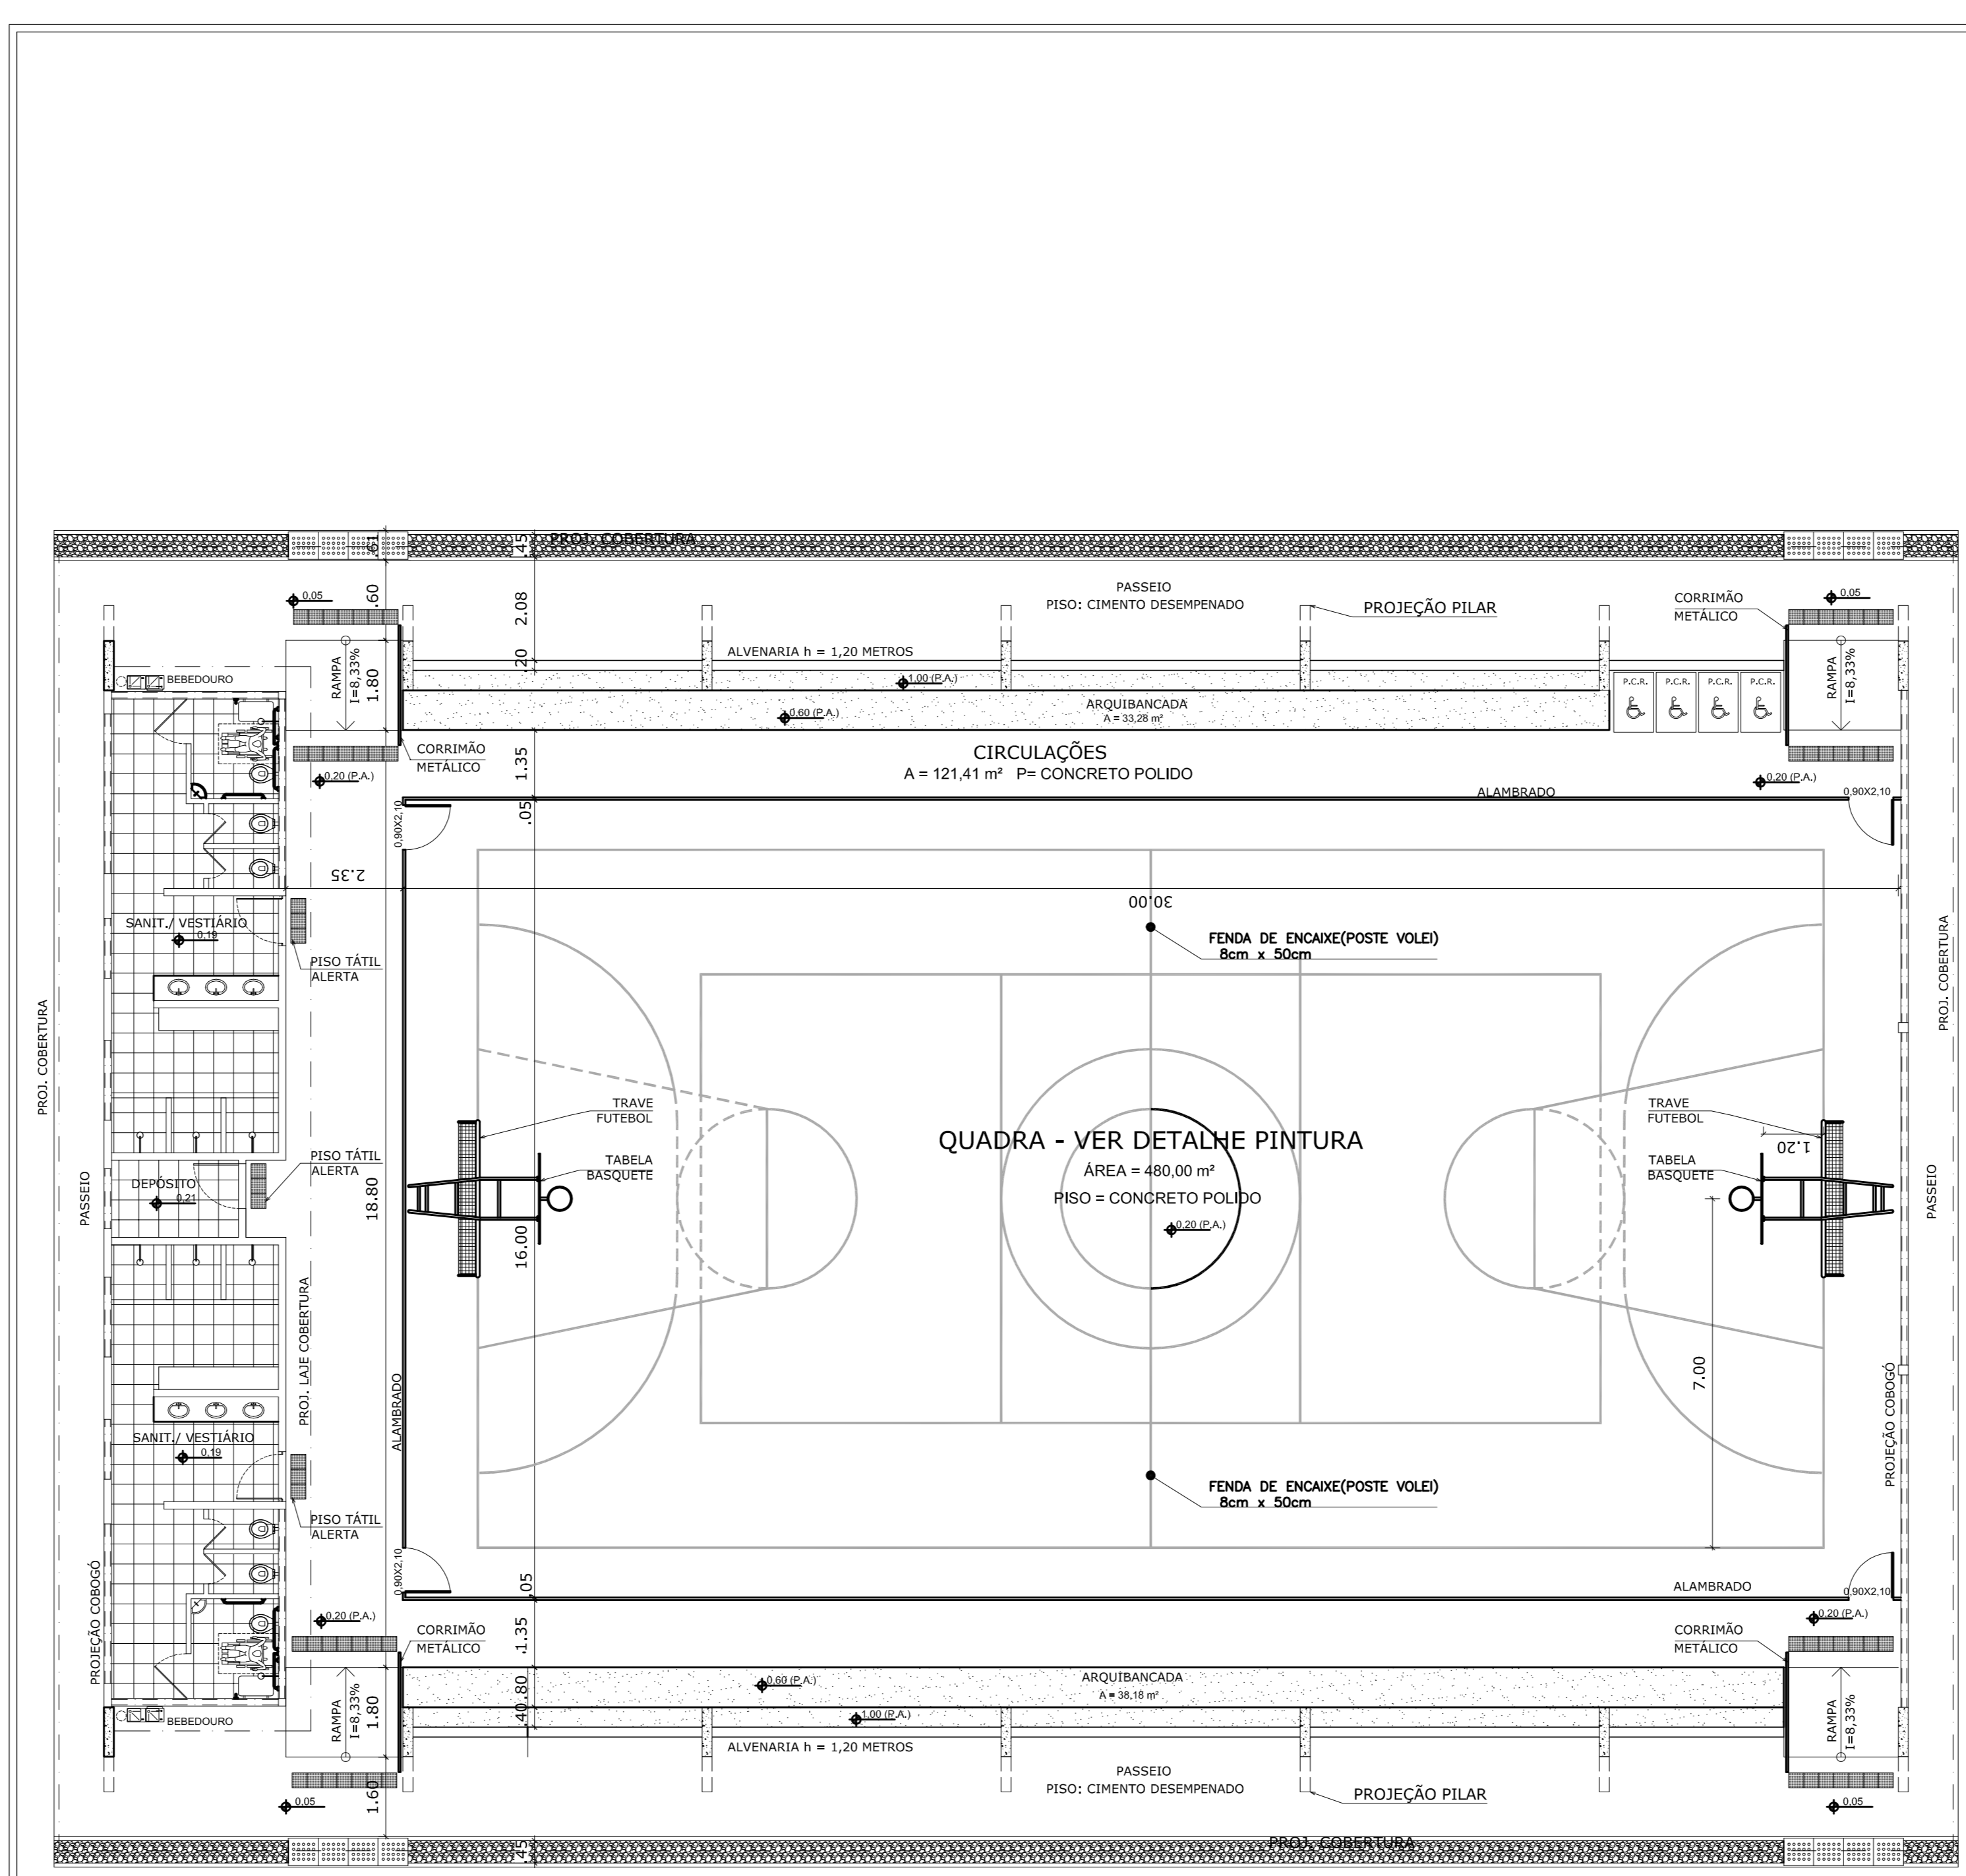 .61
.45
PROJ. COBERTURA
PASSEIO
PISO: CIMENTO DESEMPENADO
PROJEÇÃO PILAR
CORRIMÃO
METÁLICO
0,05
0,05
.60
2.08
.20
ALVENARIA h = 1,20 METROS
RAMPA
I=8,33%
1.80
BEBEDOURO
1.00 (P.A.)
0.60 (P.A.)
ARQUIBANCADA
A = 33,28 m²
P.C.R.
P.C.R.
P.C.R.
P.C.R.
RAMPA
I=8,33%
CORRIMÃO
METÁLICO
1.35
CIRCULAÇÕES
A = 121,41 m² P= CONCRETO POLIDO
0,20 (P.A.)
0,20 (P.A.)
ALAMBRADO
0,90X2,10
0,90X2,10
.05
2.35
30.00
SANIT./ VESTIÁRIO
0,19
PISO TÁTIL
ALERTA
FENDA DE ENCAIXE(POSTE VOLEI)
8cm x 50cm
PROJ. COBERTURA
PROJ. COBERTURA
TRAVE
FUTEBOL
TABELA
BASQUETE
QUADRA - VER DETALHE PINTURA
ÁREA = 480,00 m²
PISO = CONCRETO POLIDO
0,20 (P.A.)
TRAVE
FUTEBOL
1.20
TABELA
BASQUETE
PISO TÁTIL
ALERTA
DEPÓSITO
0,21
PASSEIO
PASSEIO
18.80
16.00
7.00
PROJ. LAJE COBERTURA
ALAMBRADO
PROJEÇÃO COBOGÓ
SANIT./ VESTIÁRIO
0,19
PISO TÁTIL
ALERTA
FENDA DE ENCAIXE(POSTE VOLEI)
8cm x 50cm
PROJEÇÃO COBOGÓ
0,90X2,10
.05
ALAMBRADO
0,90X2,10
0,20 (P.A.)
0,20 (P.A.)
CORRIMÃO
METÁLICO
1.35
CORRIMÃO
METÁLICO
ARQUIBANCADA
A = 38,18 m²
0.60 (P.A.)
1.00 (P.A.)
.80
.40
RAMPA
I=8,33%
1.80
RAMPA
I=8,33%
BEBEDOURO
ALVENARIA h = 1,20 METROS
PASSEIO
PISO: CIMENTO DESEMPENADO
PROJEÇÃO PILAR
0,05
0,05
1.60
.45
PROJ. COBERTURA